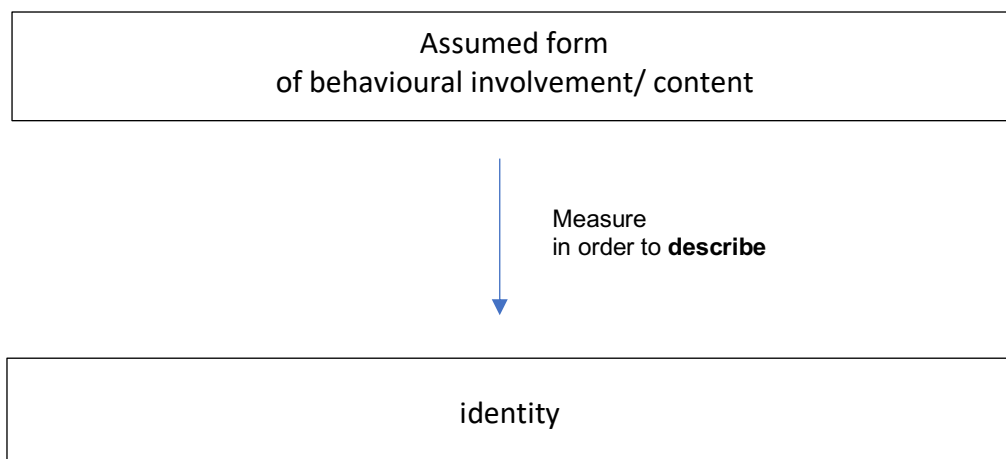 Assumed form
of behavioural involvement/ content
Measure
in order to describe
identity